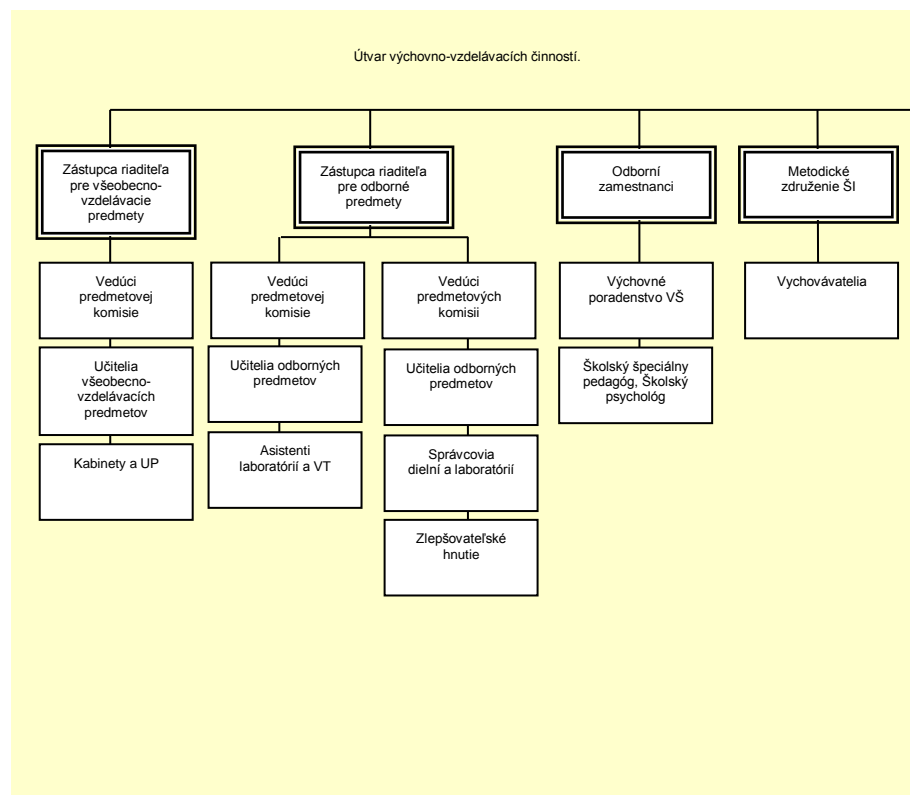 Útvar výchovno-vzdelávacích činností.
Zástupca riaditeľa
pre všeobecno-
vzdelávacie
predmety
Zástupca riaditeľa
pre odborné
predmety
Odborní
zamestnanci
Metodické
združenie ŠI
Vedúci
predmetovej
komisie
Vedúci
predmetovej
komisie
Vedúci
predmetových
komisii
Výchovné
poradenstvo VŠ
Vychovávatelia
Učitelia
všeobecno-
vzdelávacích
predmetov
Učitelia odborných
predmetov
Učitelia odborných
predmetov
Školský špeciálny
pedagóg, Školský
psychológ
Kabinety a UP
Asistenti
laboratórií a VT
Správcovia
dielní a laboratórií
Zlepšovateľské
hnutie